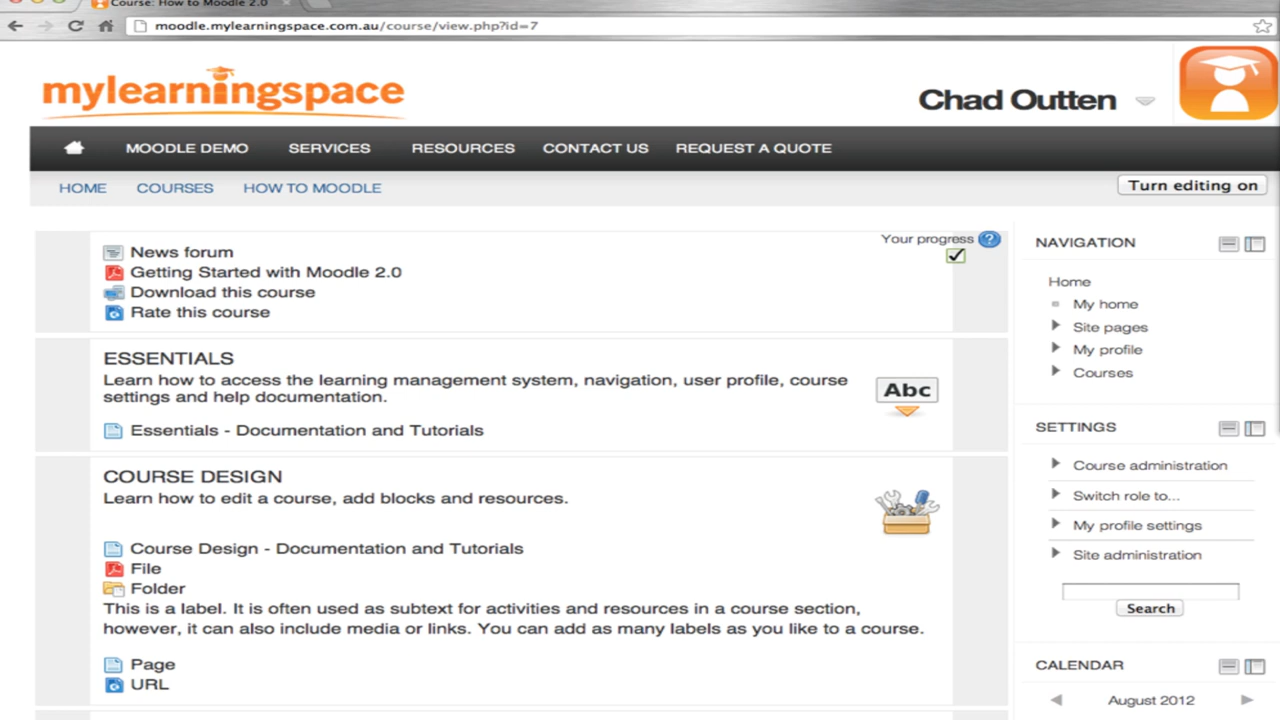 Course: How to Moodle 2.0
moodle.mylearningspace.com.au/course/view.php?id=7
mylearningspace
Chad Outten
MOODLE DEMO SERVICES RESOURCES CONTACT US REQUEST A QUOTE
HOME COURSES HOW TO MOODLE
Turn editing on
Your progress
News forum
Getting Started with Moodle 2.0
Download this course
Rate this course
ESSENTIALS
Learn how to access the learning management system, navigation, user profile, course
settings and help documentation.
Abc
Essentials - Documentation and Tutorials
COURSE DESIGN
Learn how to edit a course, add blocks and resources.
Course Design - Documentation and Tutorials
File
Folder
This is a label. It is often used as subtext for activities and resources in a course section,
however, it can also include media or links. You can add as many labels as you like to a course.
Page
URL
NAVIGATION
Home
My home
Site pages
My profile
Courses
SETTINGS
Course administration
Switch role to...
My profile settings
Site administration
Search
CALENDAR
August 2012